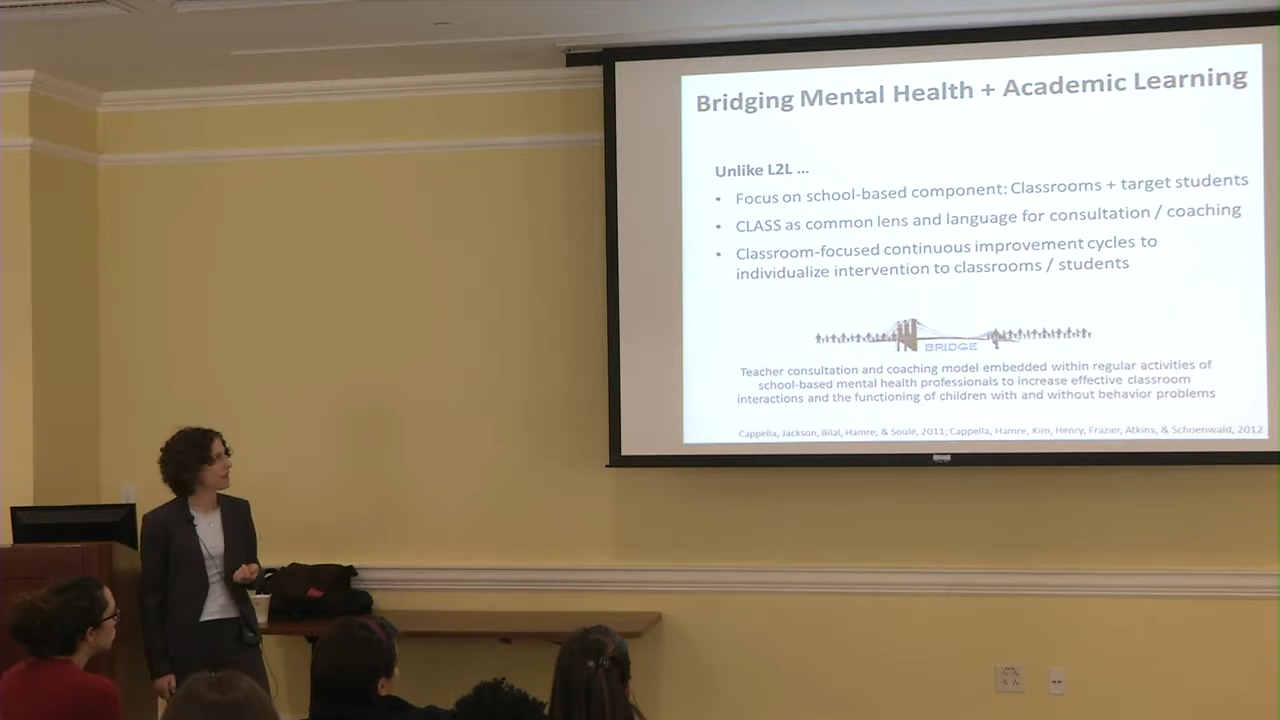 Bridging Mental Health + Academic Learning
Unlike L2L ...
• Focus on school-based component: Classrooms + target students
• CLASS as common lens and language for consultation / coaching
• Classroom-focused continuous improvement cycles to
individualize intervention to classrooms / students
BRIDGE
Teacher consultation and coaching model embedded within regular activities of
school-based mental health professionals to increase effective classroom
interactions and the functioning of children with and without behavior problems
Cappella, Jackson, Bilal, Hamre, & Soulé, 2011; Cappella, Hamre, Kim, Henry, Frazier, Atkins, & Schoenwald, 2012